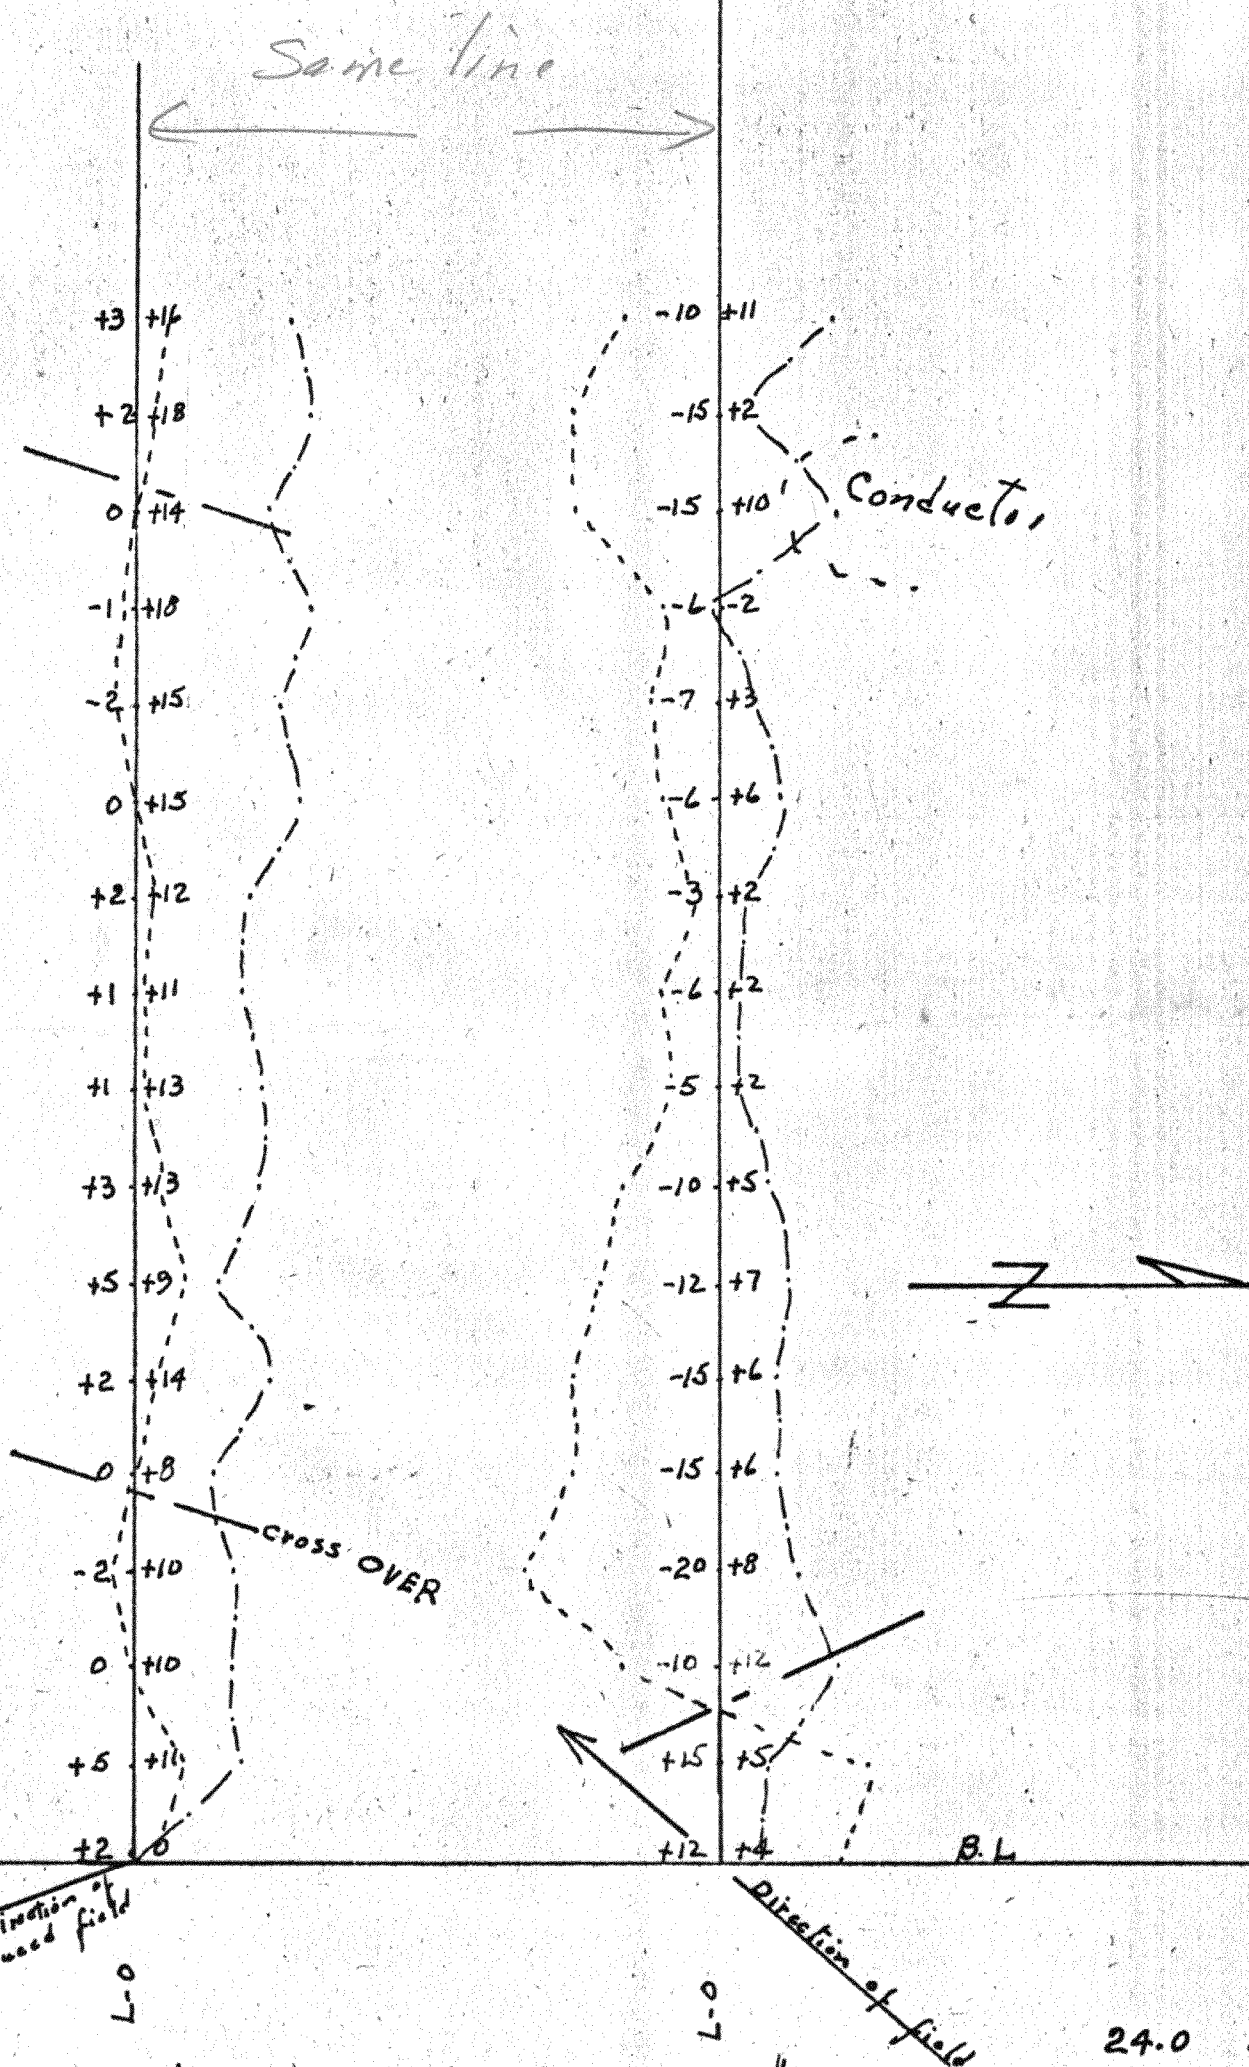 Same line
+3 +16 -10 +11
+2 +18 -15 +2
0 +14 -15 +10 Conductor
-1 +18 -6 -2
-2 +15 -7 +3
0 +15 -6 +6
+2 +12 -3 +2
+1 +11 -6 +2
+1 +13 -5 +2
+3 +13 -10 +5
+5 +9 -12 +7
Z
+2 +14 -15 +6
0 +8 -15 +6
Cross OVER
-2 +10 -20 +8
0 +10 -10 +12
+5 +11 +15 +5
+2 0 +12 +4
B.L
irection of
field
Direction of field
L-0 L-0
24.0